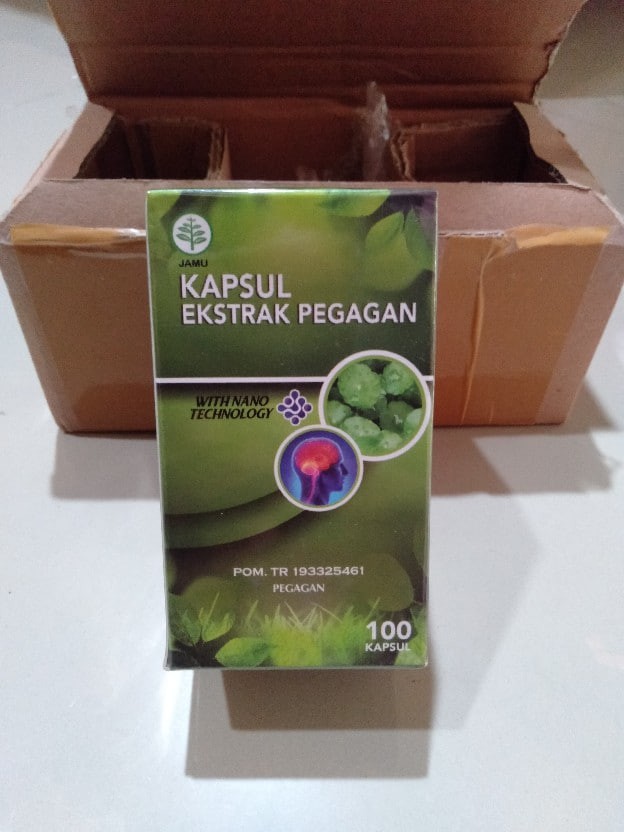 JAMU
KAPSUL
EKSTRAK PEGAGAN
WITH NANO
TECHNOLOGY
POM. TR 193325461
PEGAGAN
100
KAPSUL